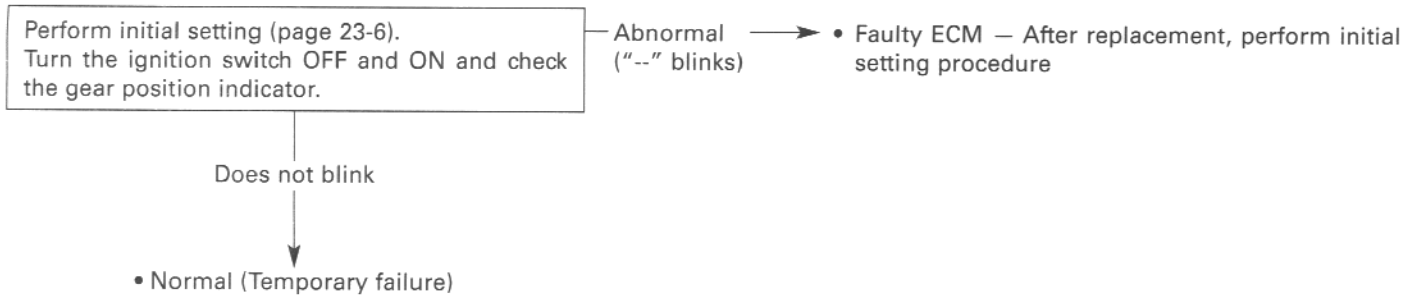 Perform initial setting (page 23-6).
Turn the ignition switch OFF and ON and check
the gear position indicator.
Abnormal
("--" blinks)
• Faulty ECM — After replacement, perform initial
setting procedure
Does not blink
• Normal (Temporary failure)